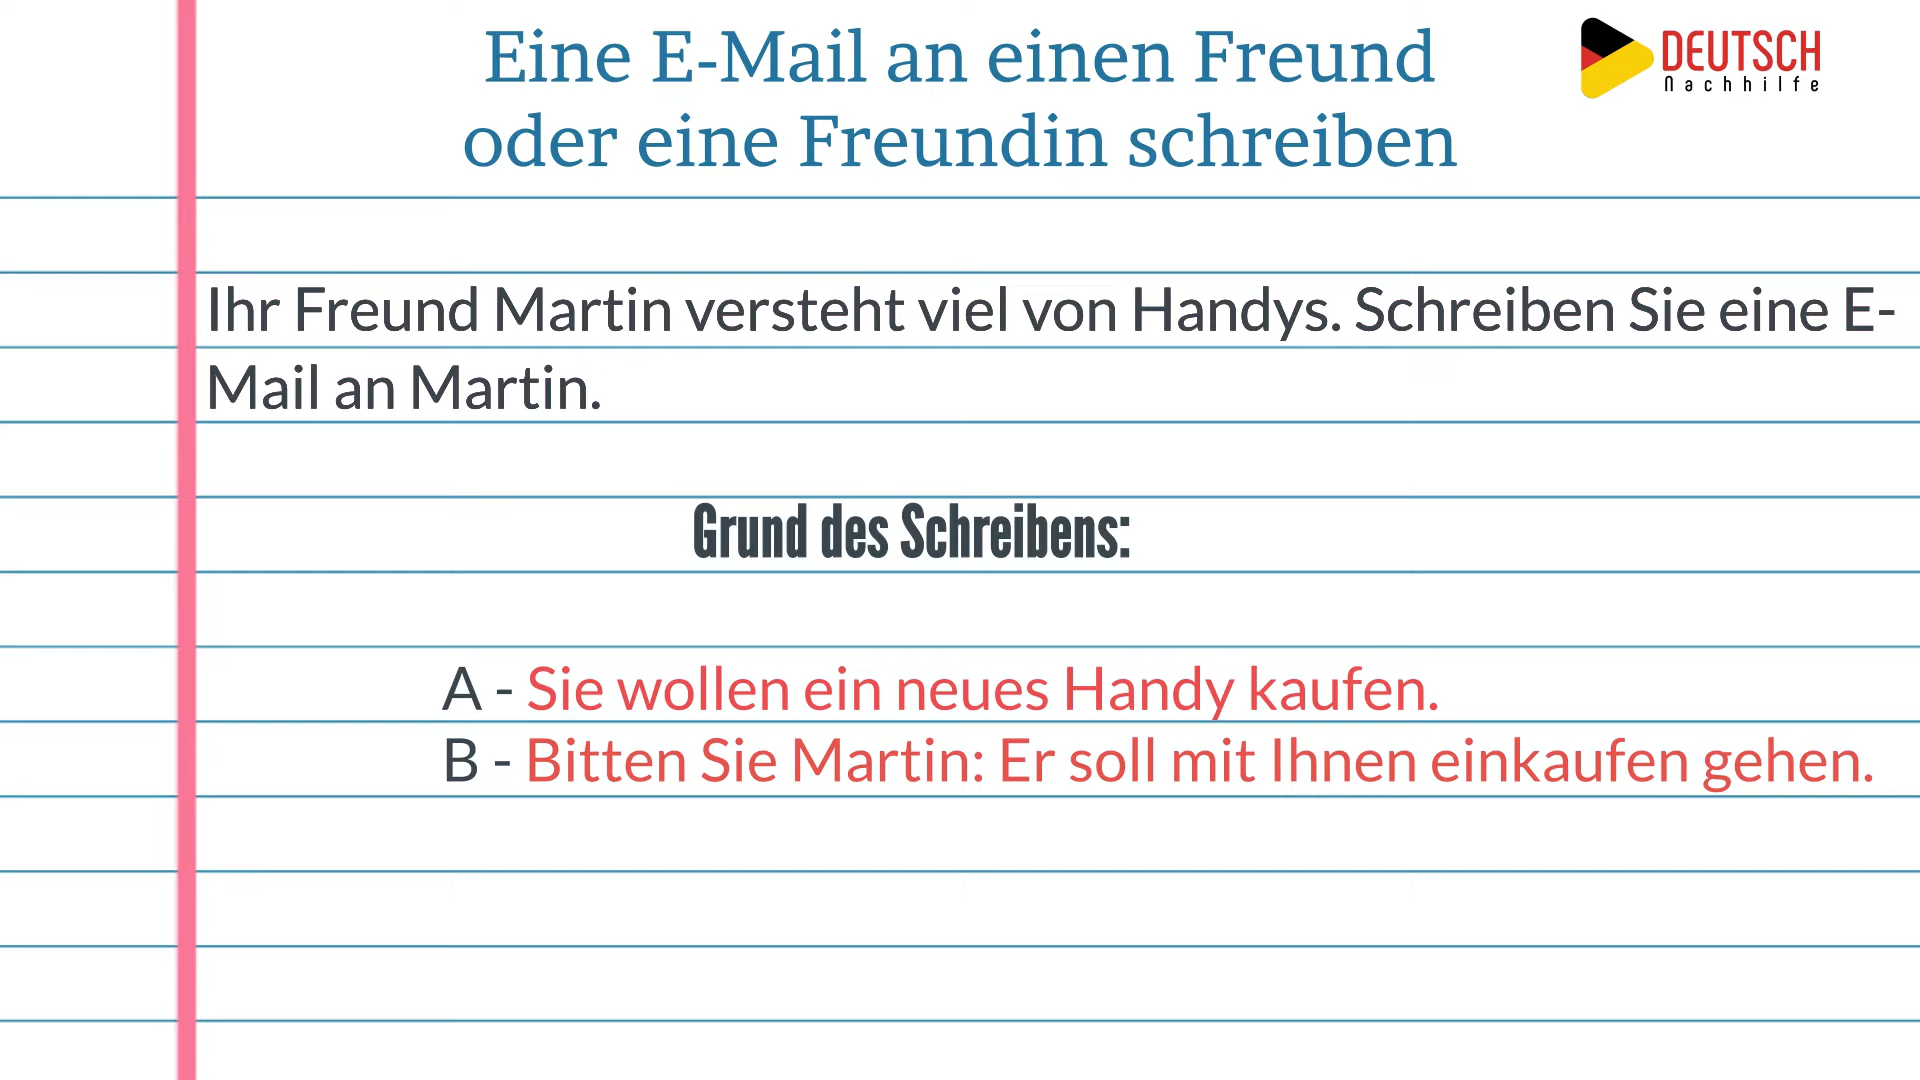 Eine E-Mail an einen Freund
oder eine Freundin schreiben
DEUTSCH
Nachhilfe
Ihr Freund Martin versteht viel von Handys. Schreiben Sie eine E-
Mail an Martin.
Grund des Schreibens:
A - Sie wollen ein neues Handy kaufen.
B - Bitten Sie Martin: Er soll mit Ihnen einkaufen gehen.